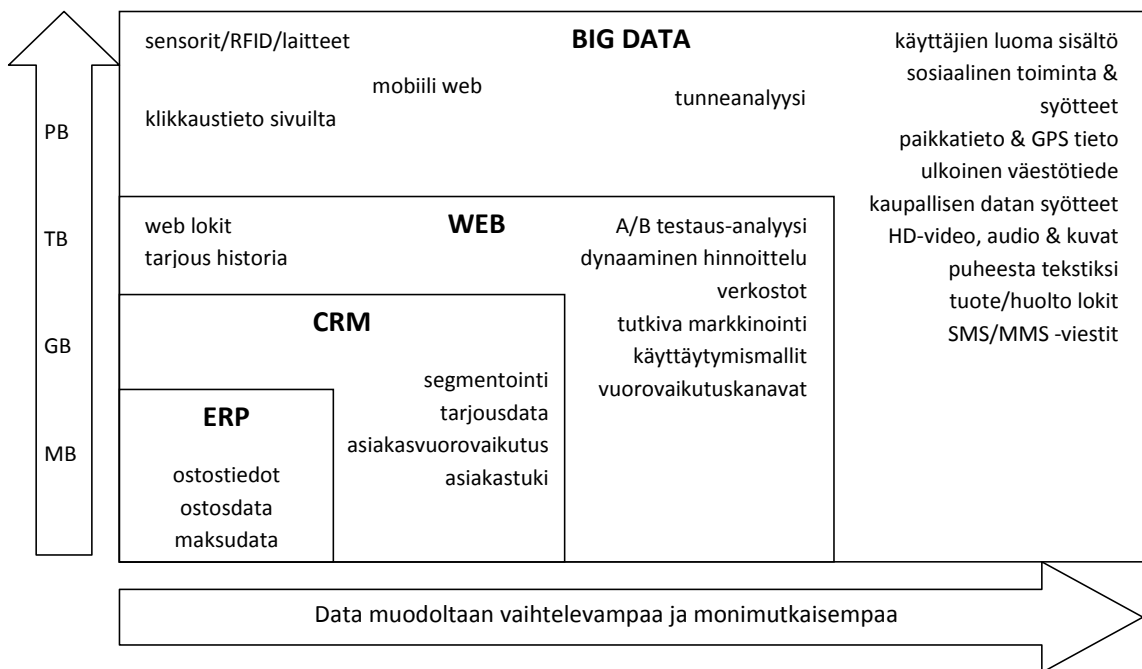 sensorit/RFID/laitteet
BIG DATA
mobiili web
tunneanalyysi
klikkaustieto sivuilta
käyttäjien luoma sisältö
sosiaalinen toiminta &
syötteet
paikkatieto & GPS tieto
ulkoinen väestötiede
kaupallisen datan syötteet
HD-video, audio & kuvat
puheesta tekstiksi
tuote/huolto lokit
SMS/MMS -viestit
PB
TB
GB
MB
web lokit
tarjous historia
WEB
A/B testaus-analyysi
dynaaminen hinnoittelu
verkostot
tutkiva markkinointi
käyttäytymismallit
vuorovaikutuskanavat
CRM
segmentointi
tarjousdata
asiakasvuorovaikutus
asiakastuki
ERP
ostostiedot
ostosdata
maksudata
Data muodoltaan vaihtelevampaa ja monimutkaisempaa